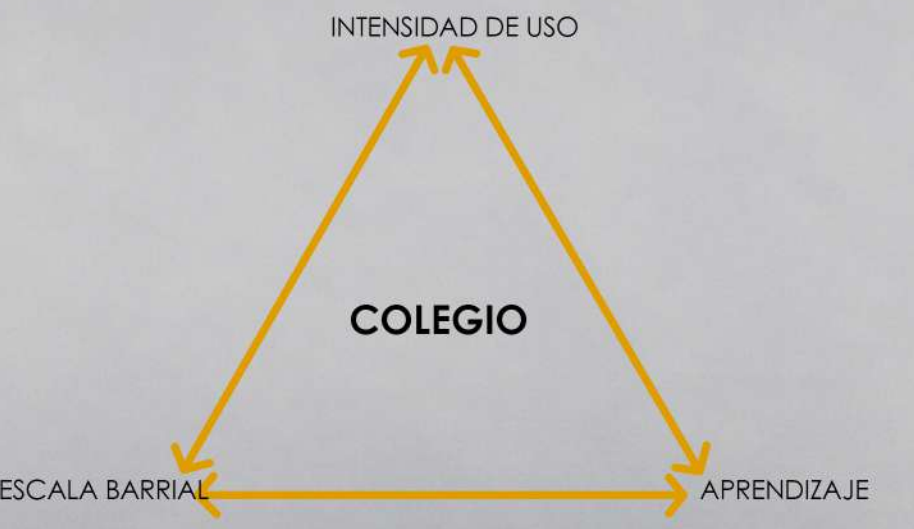 INTENSIDAD DE USO
COLEGIO
ESCALA BARRIAL
APRENDIZAJE